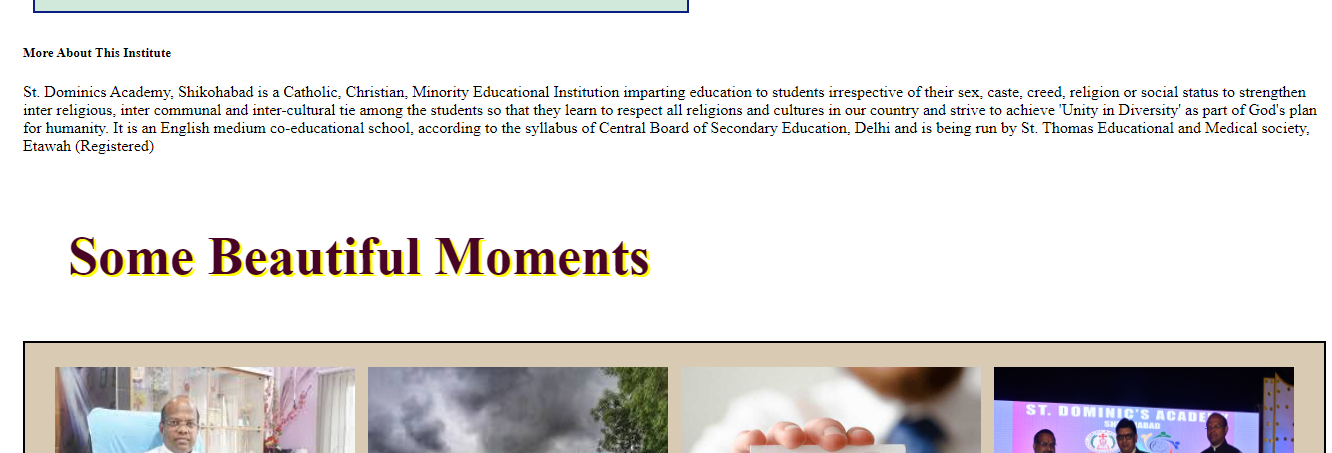 More About This Institute
St. Dominics Academy, Shikohabad is a Catholic, Christian, Minority Educational Institution imparting education to students irrespective of their sex, caste, creed, religion or social status to strengthen
inter religious, inter communal and inter-cultural tie among the students so that they learn to respect all religions and cultures in our country and strive to achieve 'Unity in Diversity' as part of God's plan
for humanity. It is an English medium co-educational school, according to the syllabus of Central Board of Secondary Education, Delhi and is being run by St. Thomas Educational and Medical society,
Etawah (Registered)
Some Beautiful Moments
ST. DOMINIC'S ACADE